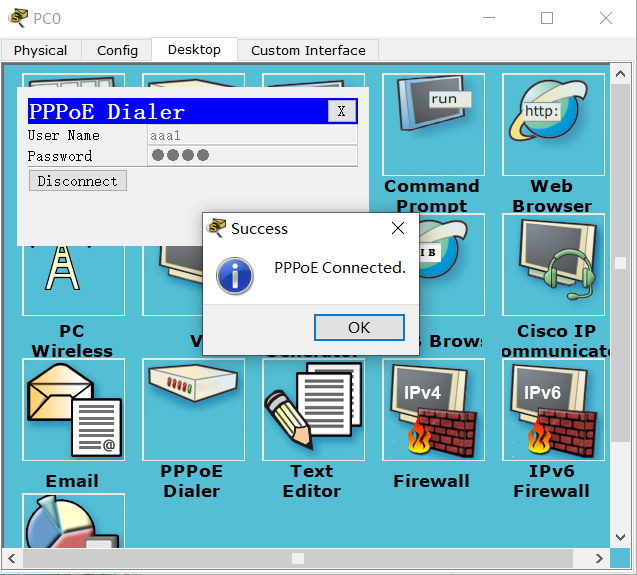 PC0
Physical
Config
Desktop
Custom Interface
PPPoE Dialer
X
User Name
aaa1
Password
Disconnect
run
http:
Command
Prompt
Web
Browser
Success
PPPoE Connected.
OK
I B
PC
Wireless
V
Brows
Cisco IP
ommunicato
IPv4
IPv6
@
Email
PPPoE
Dialer
Text
Editor
Firewall
IPv6
Firewall